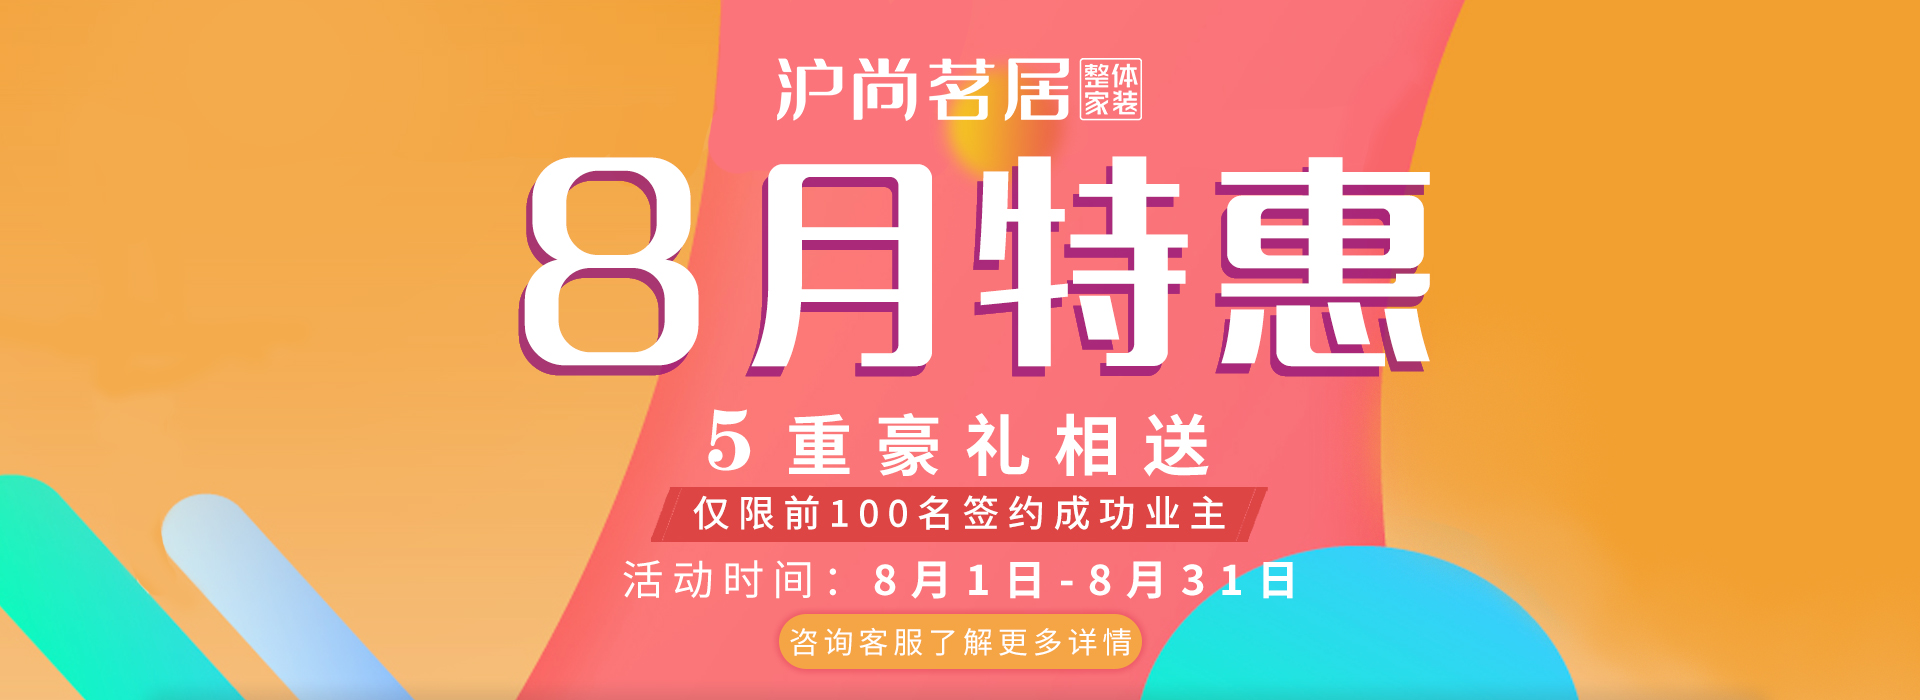 沪尚茗居 整体家装
8月特惠
5重豪礼相送
仅限前100名签约成功业主
活动时间：8月1日-8月31日
咨询客服了解更多详情